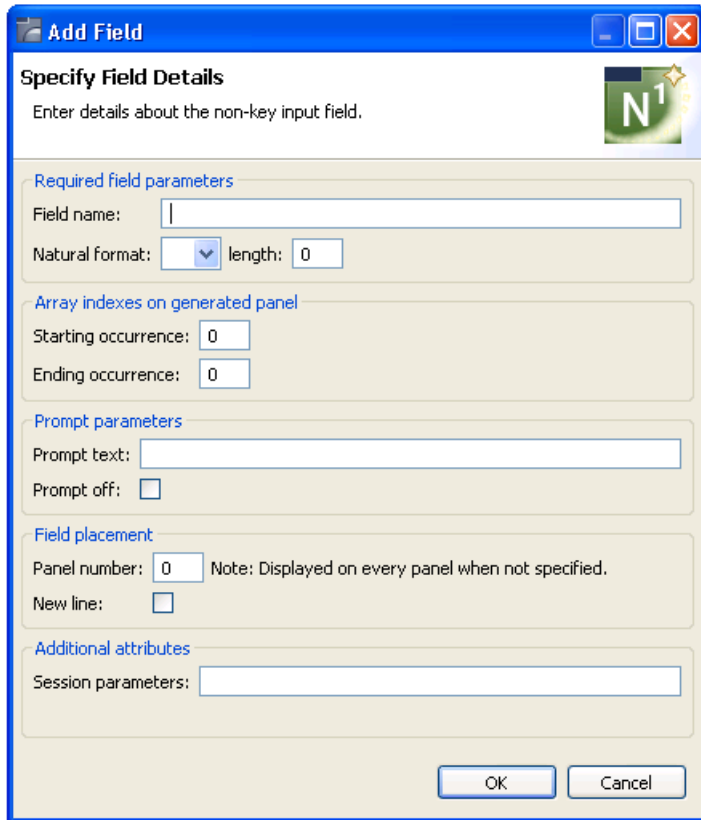 Add Field
Specify Field Details
Enter details about the non-key input field.
N1
Required field parameters
Field name:
Natural format: length: 0
Array indexes on generated panel
Starting occurrence: 0
Ending occurrence: 0
Prompt parameters
Prompt text:
Prompt off:
Field placement
Panel number: 0 Note: Displayed on every panel when not specified.
New line:
Additional attributes
Session parameters:
OK Cancel